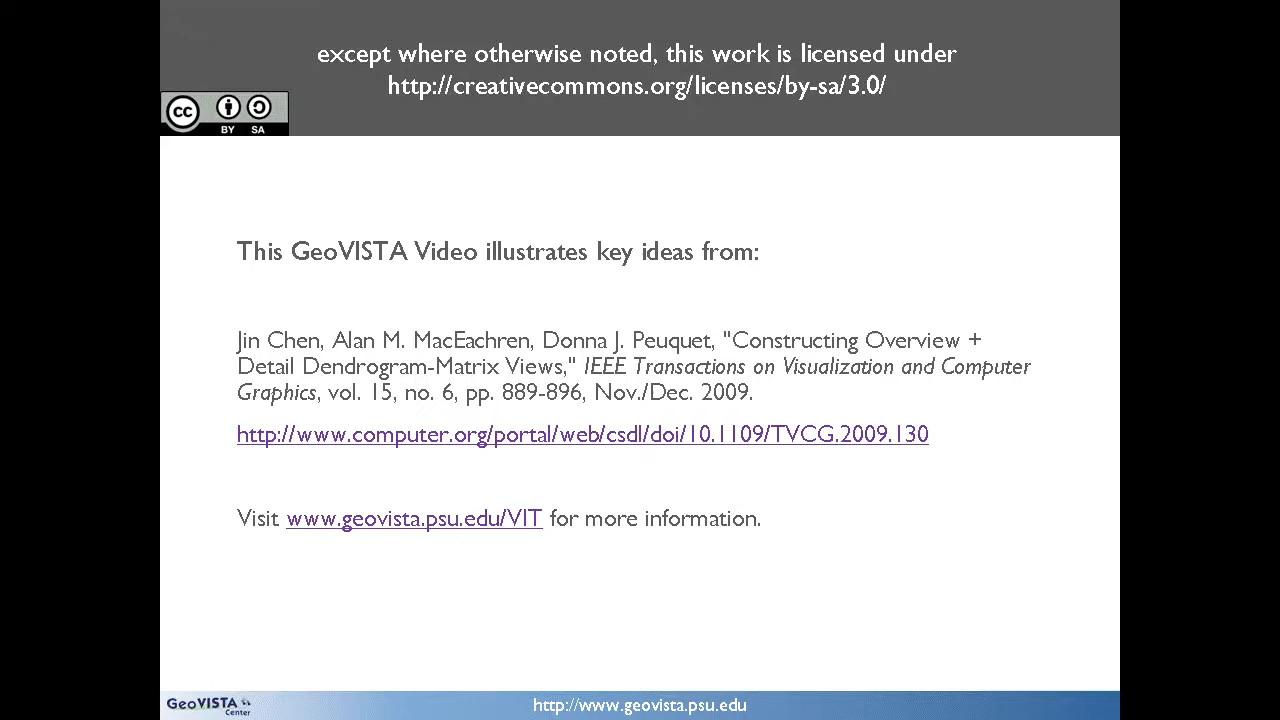 except where otherwise noted, this work is licensed under
http://creativecommons.org/licenses/by-sa/3.0/
cc
BY SA
This GeoVISTA Video illustrates key ideas from:
Jin Chen, Alan M. MacEachren, Donna J. Peuquet, "Constructing Overview +
Detail Dendrogram-Matrix Views," IEEE Transactions on Visualization and Computer
Graphics, vol. 15, no. 6, pp. 889-896, Nov./Dec. 2009.
http://www.computer.org/portal/web/csdl/doi/10.1109/TVCG.2009.130
Visit www.geovista.psu.edu/VIT for more information.
GeoVISTA
Center
http://www.geovista.psu.edu